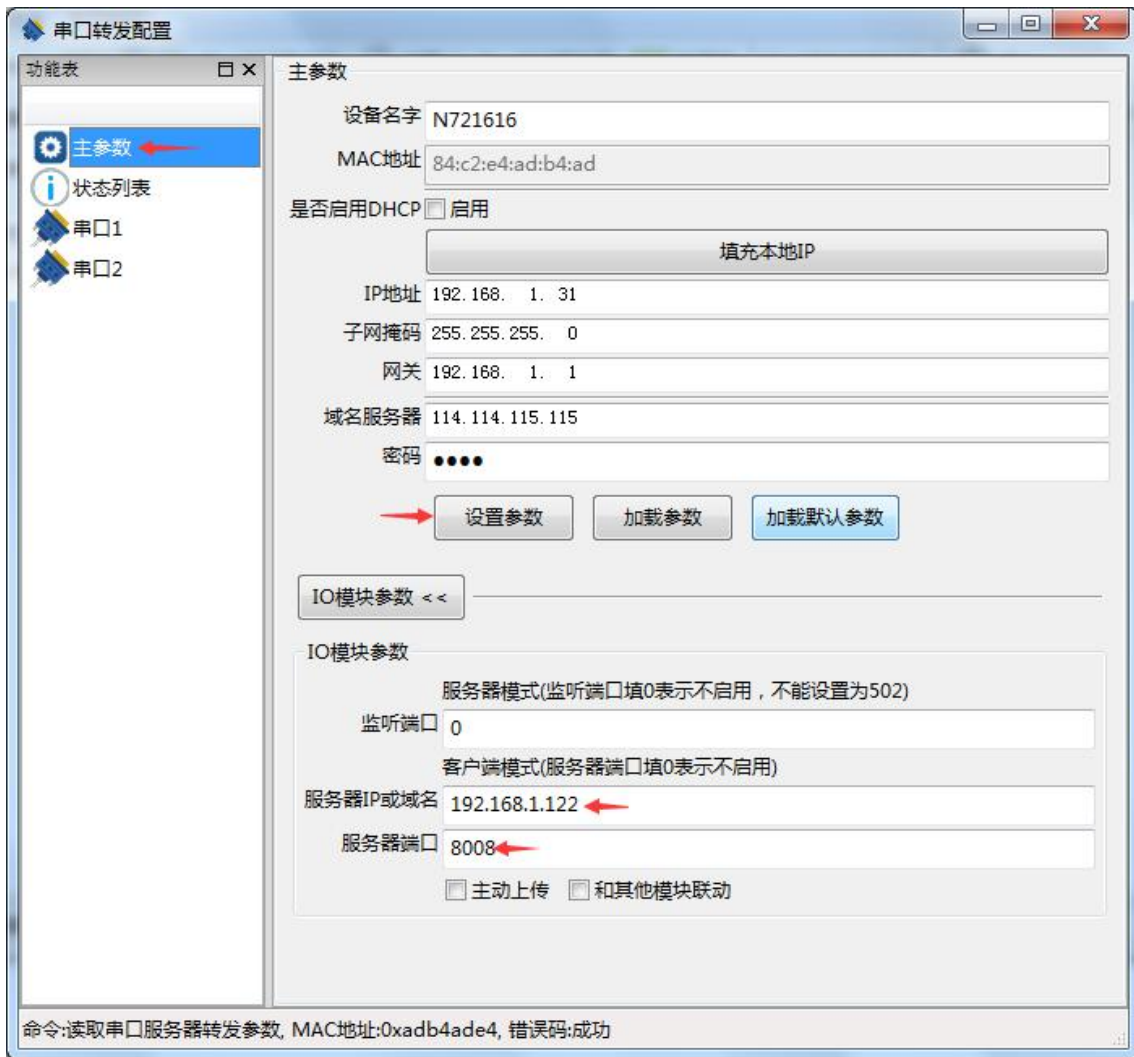 串口转发配置
功能表
主参数
状态列表
串口1
串口2
主参数
设备名字 N721616
MAC地址 84:c2:e4:ad:b4:ad
是否启用DHCP 启用
填充本地IP
IP地址 192.168. 1. 31
子网掩码 255.255.255. 0
网关 192.168. 1. 1
域名服务器 114.114.115.115
密码 ●●●●
设置参数 加载参数 加载默认参数
IO模块参数 <<
IO模块参数
服务器模式(监听端口填0表示不启用，不能设置为502)
监听端口 0
客户端模式(服务器端口填0表示不启用)
服务器IP或域名 192.168.1.122
服务器端口 8008
主动上传 和其他模块联动
命令:读取串口服务器转发参数, MAC地址:0xadb4ade4, 错误码:成功